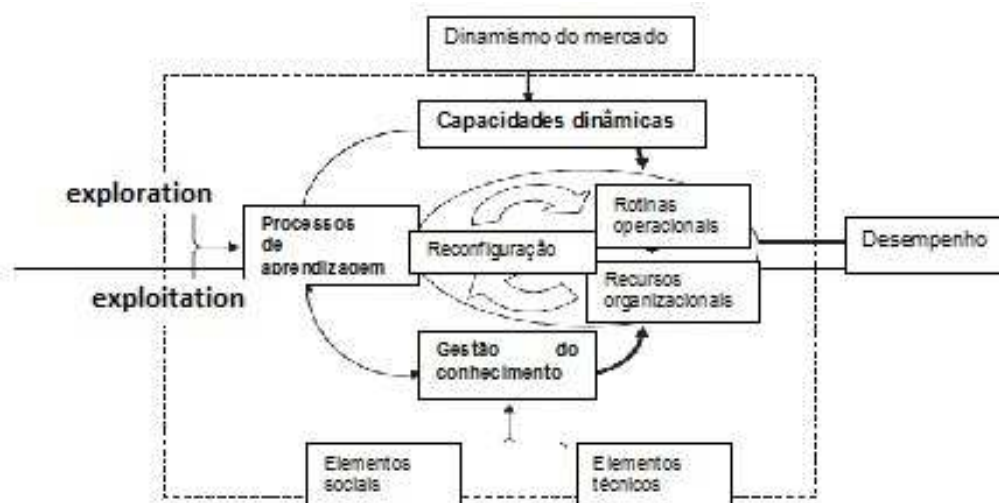 Dinamismo do mercado
Capacidades dinâmicas
exploration
Processos
de
aprendizagem
exploitation
Reconfiguração
Rotinas
operacionais
Recursos
organizacionais
Desempenho
Gestão do
conhecimento
Elementos
sociais
Elementos
técnicos